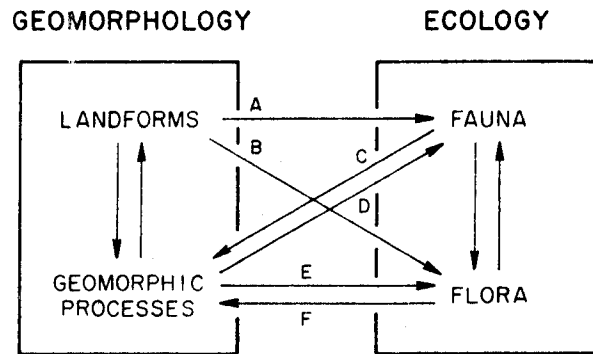 GEOMORPHOLOGY
ECOLOGY
LANDFORMS
A
FAUNA
B
C
D
GEOMORPHIC
PROCESSES
E
FLORA
F